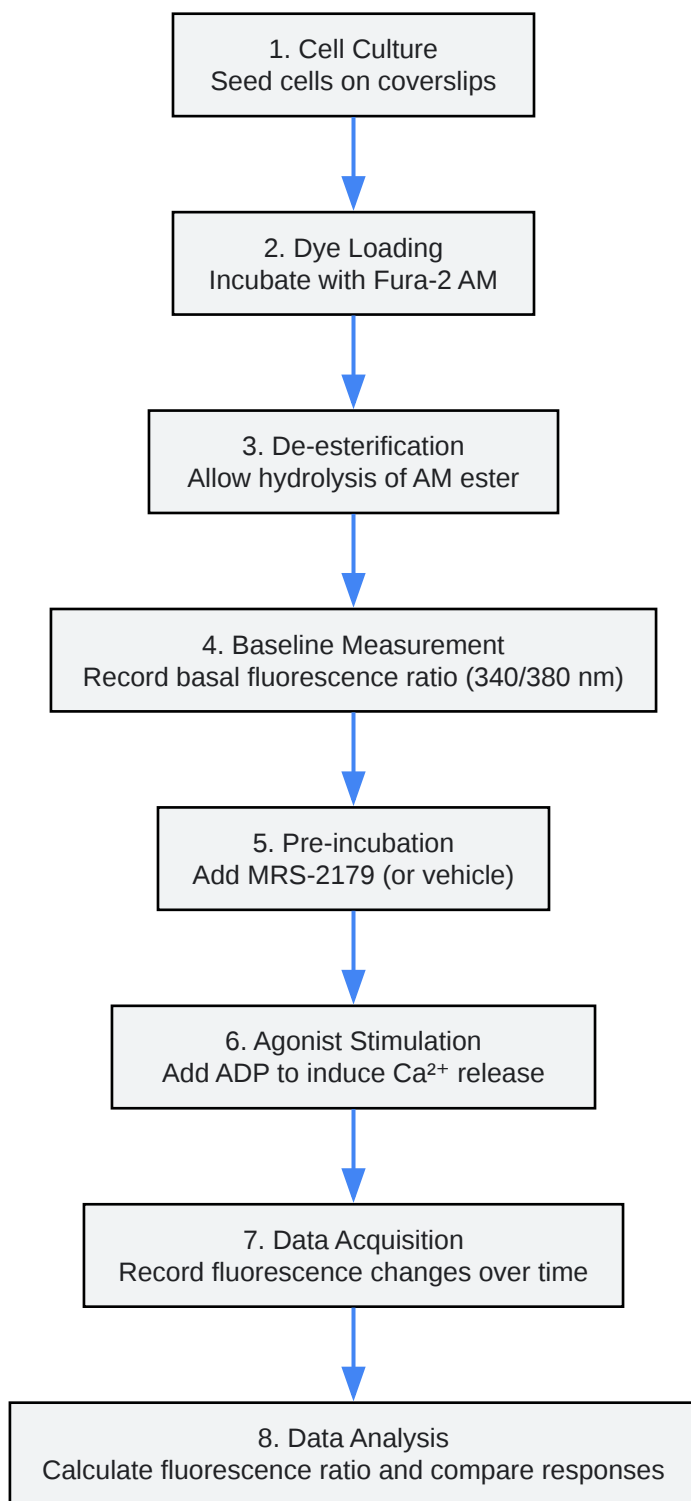 1. Cell Culture
Seed cells on coverslips
2. Dye Loading
Incubate with Fura-2 AM
3. De-esterification
Allow hydrolysis of AM ester
4. Baseline Measurement
Record basal fluorescence ratio (340/380 nm)
5. Pre-incubation
Add MRS-2179 (or vehicle)
6. Agonist Stimulation
Add ADP to induce Ca²⁺ release
7. Data Acquisition
Record fluorescence changes over time
8. Data Analysis
Calculate fluorescence ratio and compare responses